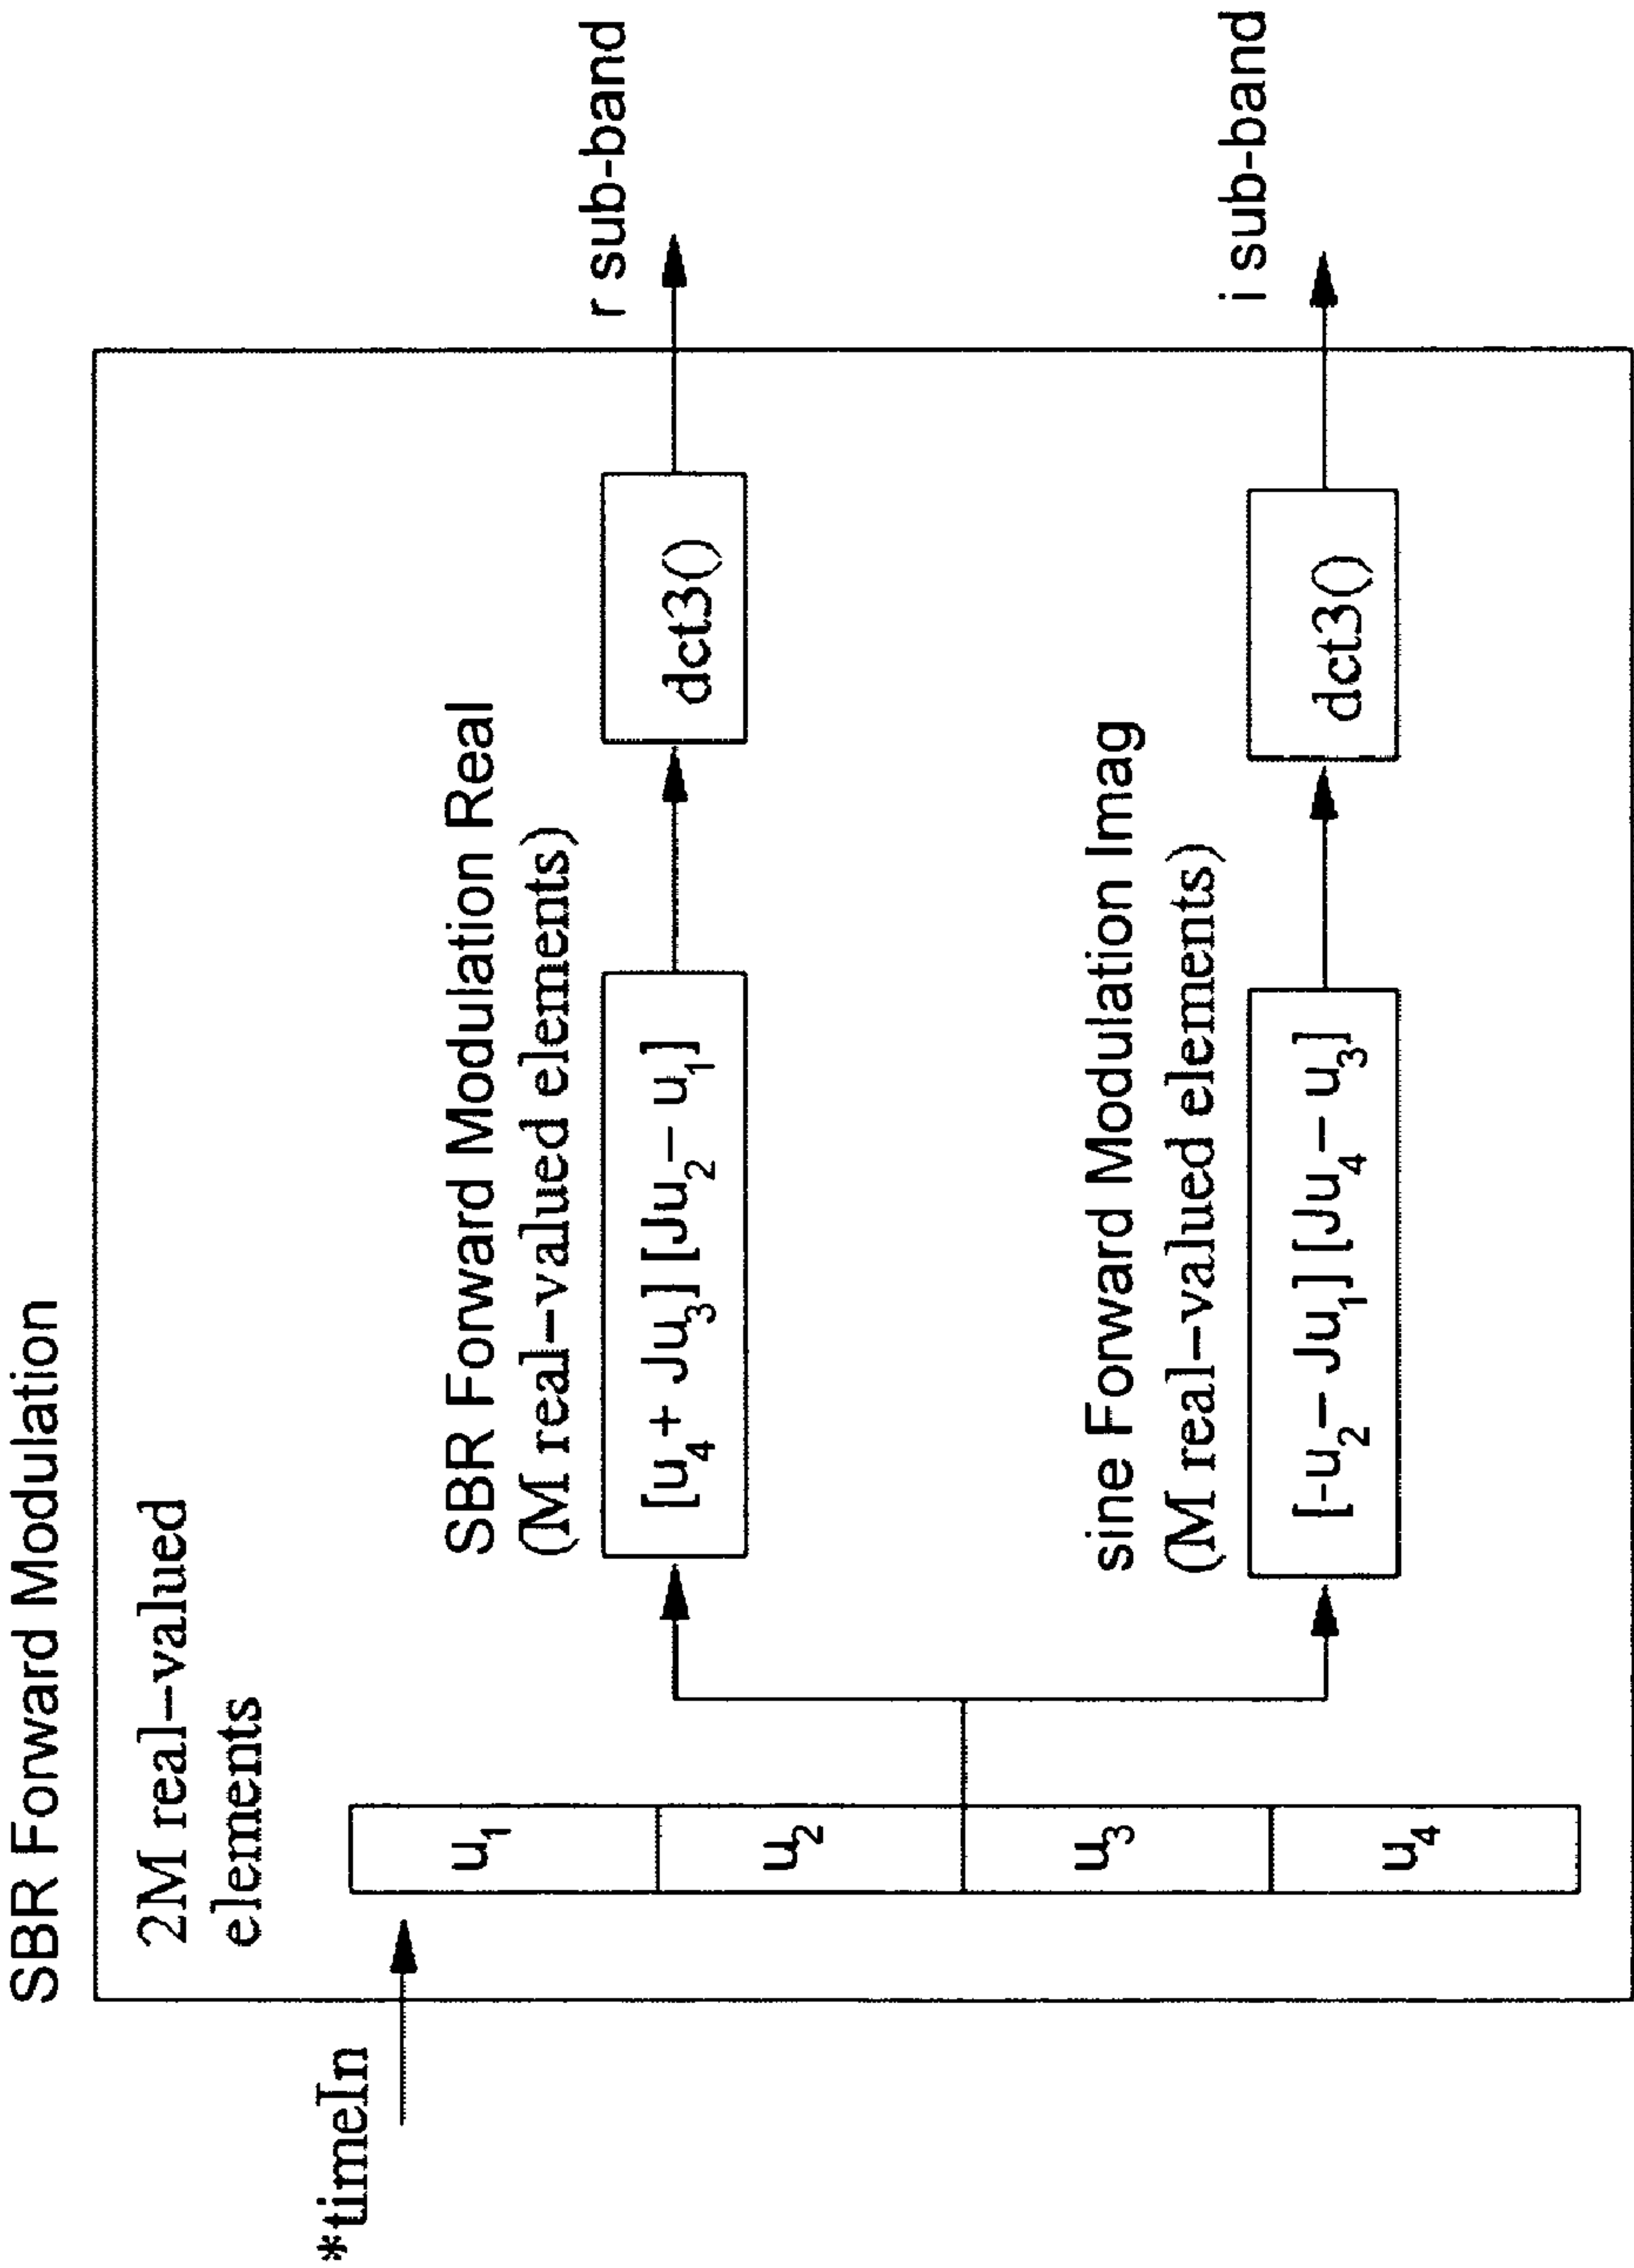 SBR Forward Modulation
2M real-valued
elements
*timeIn
u₁
u₂
u₃
u₄
SBR Forward Modulation Real
(M real-valued elements)
[u₄ + Ju₃] [Ju₂ – u₁]
dct3()
r sub-band
sine Forward Modulation Imag
(M real-valued elements)
[-u₂ – Ju₁] [Ju₄ – u₃]
dct3()
i sub-band